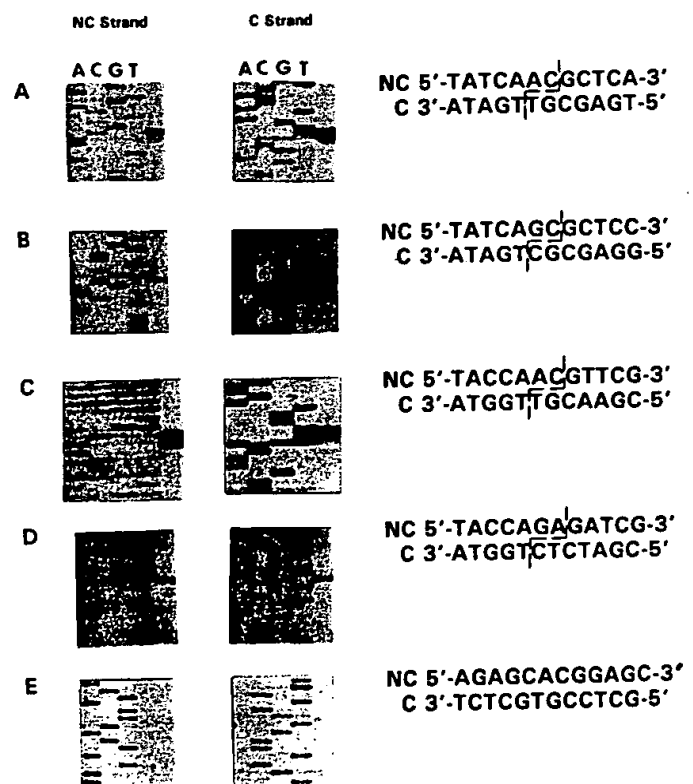 NC Strand C Strand
A C G T A C G T
A
NC 5′-TATCAACGCTCA-3′
C 3′-ATAGTTGCGAGT-5′
B
NC 5′-TATCAGCGCTCC-3′
C 3′-ATAGTCGCGAGG-5′
C
NC 5′-TACCAACGTTCG-3′
C 3′-ATGGTTGCAAGC-5′
D
NC 5′-TACCAGAGATCG-3′
C 3′-ATGGTCTCTAGC-5′
E
NC 5′-AGAGCACGGAGC-3′
C 3′-TCTCGTGCCTCG-5′